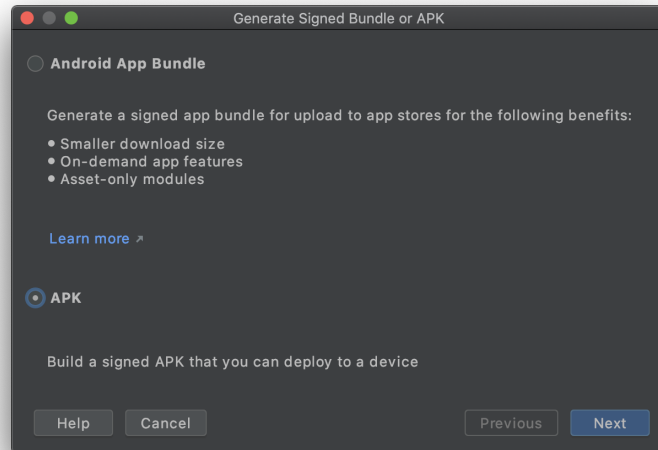 Generate Signed Bundle or APK
Android App Bundle
Generate a signed app bundle for upload to app stores for the following benefits:
• Smaller download size
• On-demand app features
• Asset-only modules
Learn more ↗
APK
Build a signed APK that you can deploy to a device
Help Cancel Previous Next